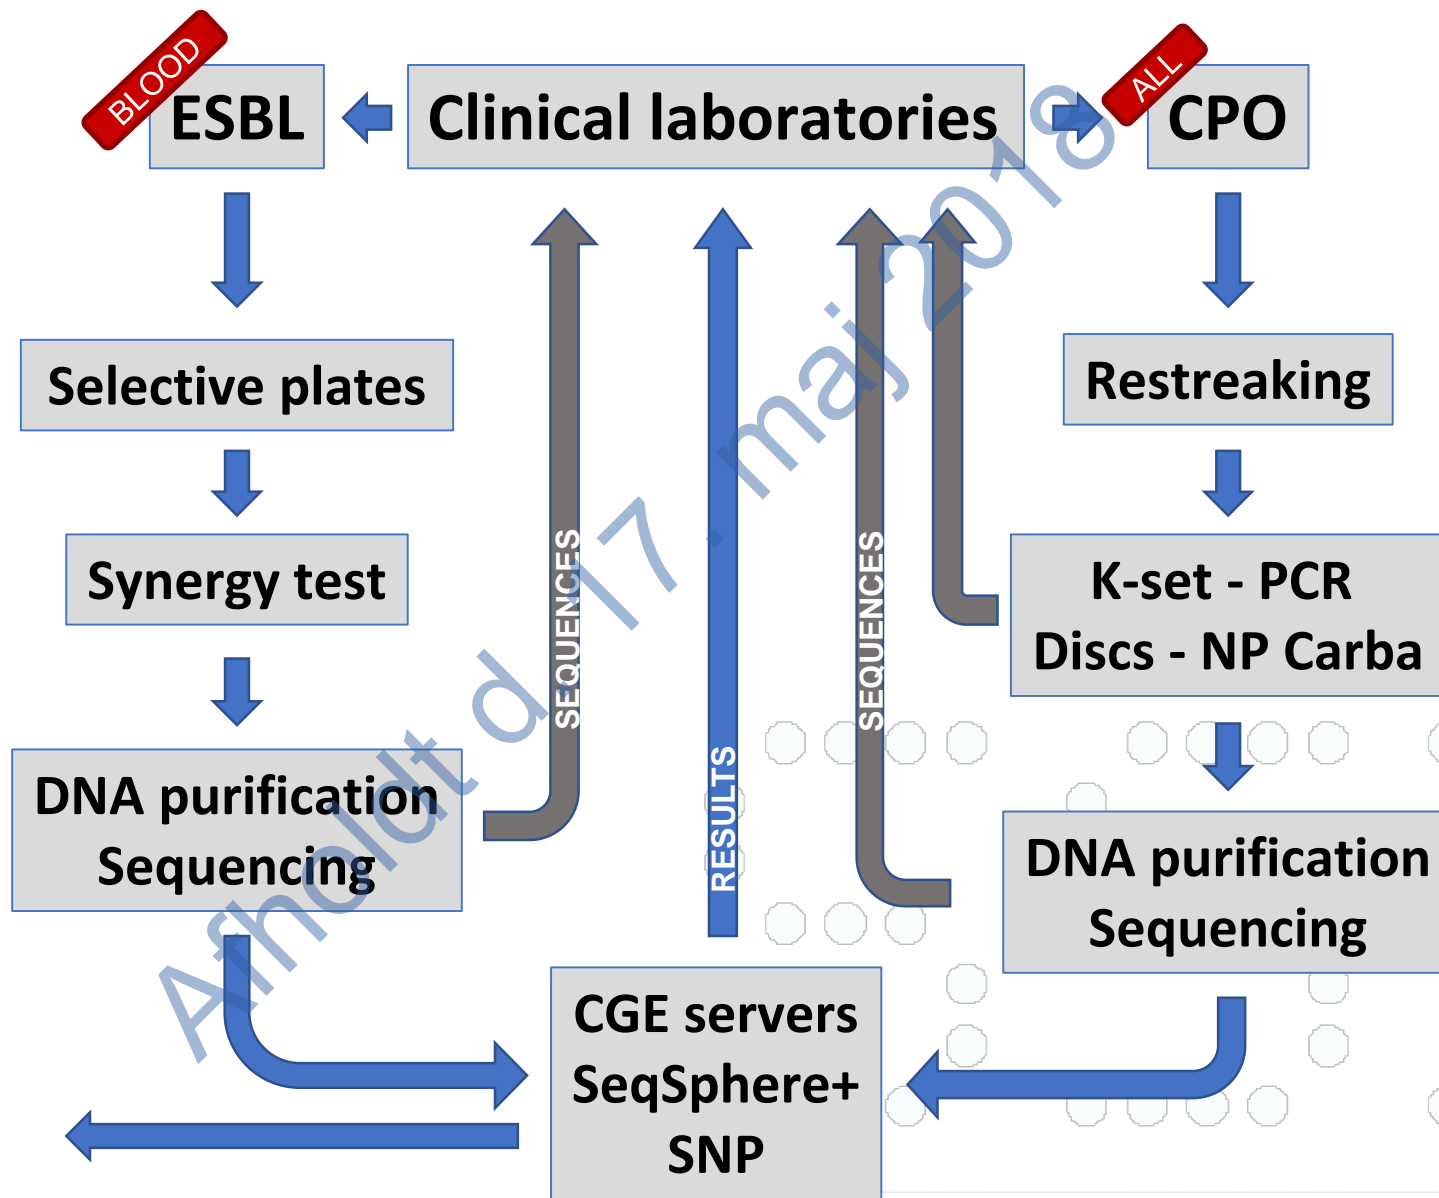 BLOOD
ESBL
Clinical laboratories
ALL
CPO
Selective plates
Restreaking
Synergy test
K-set - PCR
Discs - NP Carba
SEQUENCES
SEQUENCES
RESULTS
DNA purification
Sequencing
DNA purification
Sequencing
CGE servers
SeqSphere+
SNP
Afholdt d. 17. maj 2018